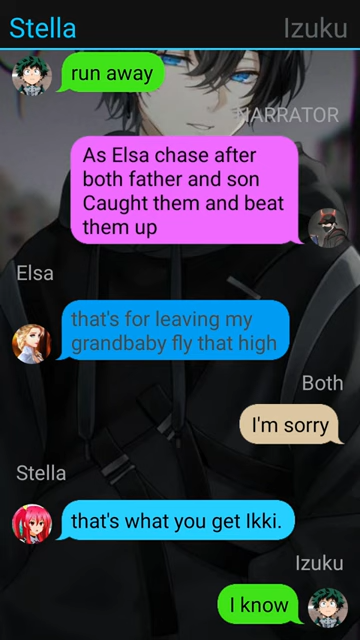 Stella Izuku
run away
NARRATOR
As Elsa chase after
both father and son
Caught them and beat
them up
Elsa
that's for leaving my
grandbaby fly that high
Both
I'm sorry
Stella
that's what you get Ikki.
Izuku
I know